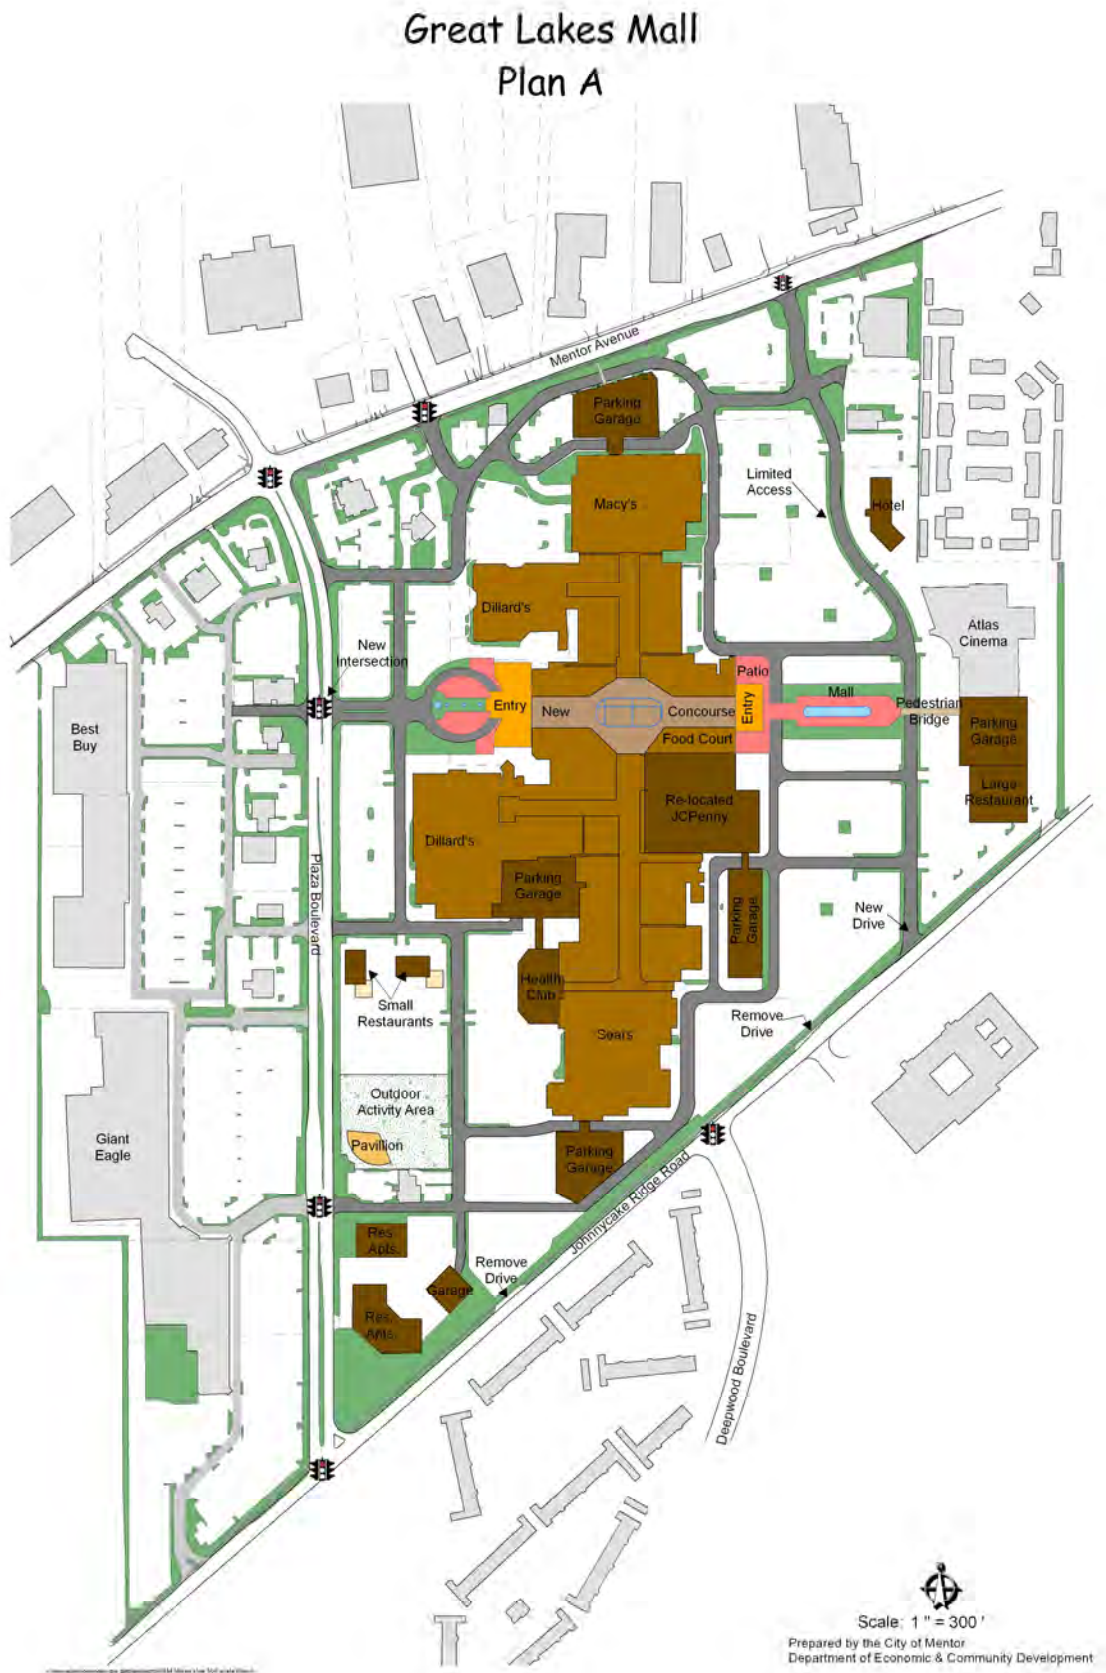 Great Lakes Mall
Plan A
Mentor Avenue
Parking
Garage
Macy's
Limited
Access
Hotel
Dillard's
Atlas
Cinema
New
Intersection
Patio
Mall
Pedestrian
Bridge
Entry
New
Concourse
Entry
Food Court
Best
Buy
Parking
Garage
Large
Restaurant
Re-located
JCPenny
Dillard's
Plaza Boulevard
Parking
Garage
Parking
Garage
New
Drive
Health
Club
Small
Restaurants
Remove
Drive
Sears
Outdoor
Activity Area
Pavillion
Giant
Eagle
Parking
Garage
Johnnycake Ridge Road
Res.
Apts.
Remove
Drive
Garage
Res.
Apts.
Deepwood Boulevard
Scale: 1 " = 300 '
Prepared by the City of Mentor
Department of Economic & Community Development